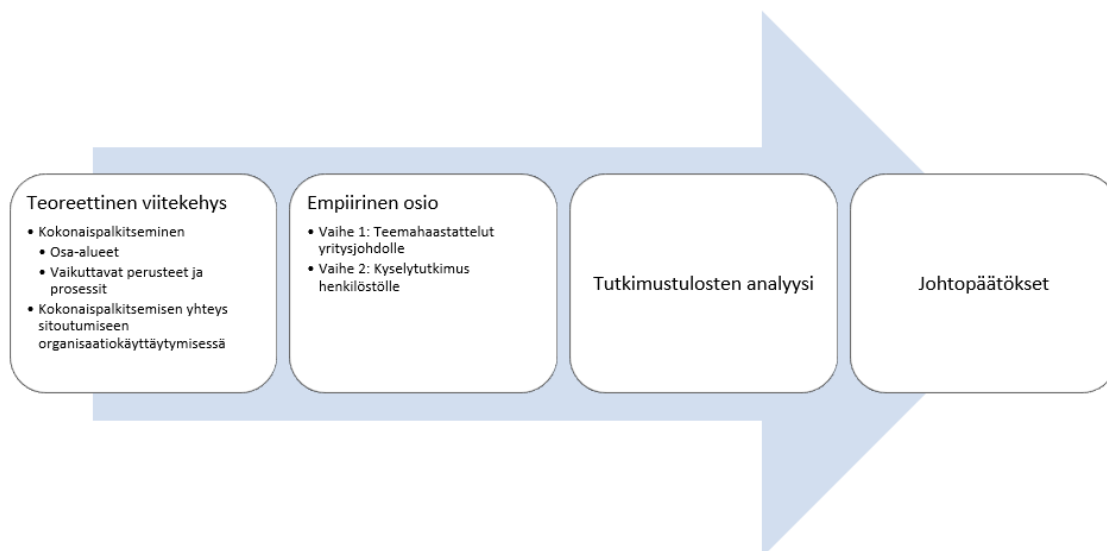 Teoreettinen viitekehys
• Kokonaispalkitseminen
• Osa-alueet
• Vaikuttavat perusteet ja
prosessit
• Kokonaispalkitsemisen yhteys
sitoutumiseen
organisaatiokäyttäytymisessä
Empiirinen osio
• Vaihe 1: Teemahaastattelut
yritysjohdolle
• Vaihe 2: Kyselytutkimus
henkilöstölle
Tutkimustulosten analyysi
Johtopäätökset